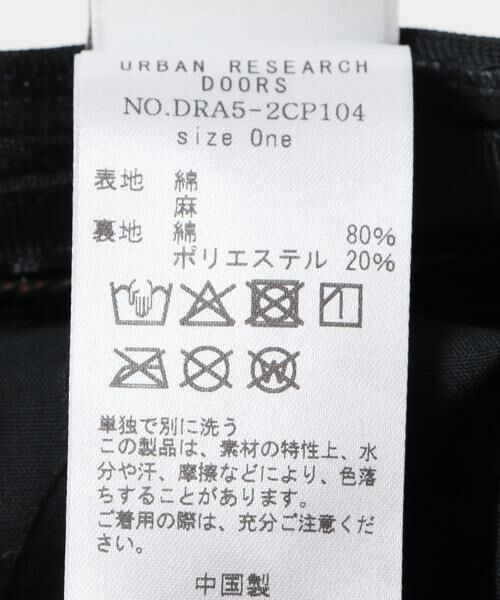 URBAN RESEARCH
DOORS
NO.DRA5-2CP104
size One
表地 綿
麻
裏地 綿 80%
ポリエステル 20%
W
単独で別に洗う
この製品は、素材の特性上、水
分や汗、摩擦などにより、色落
ちすることがあります。
ご着用の際は、充分ご注意くだ
さい。
中国製